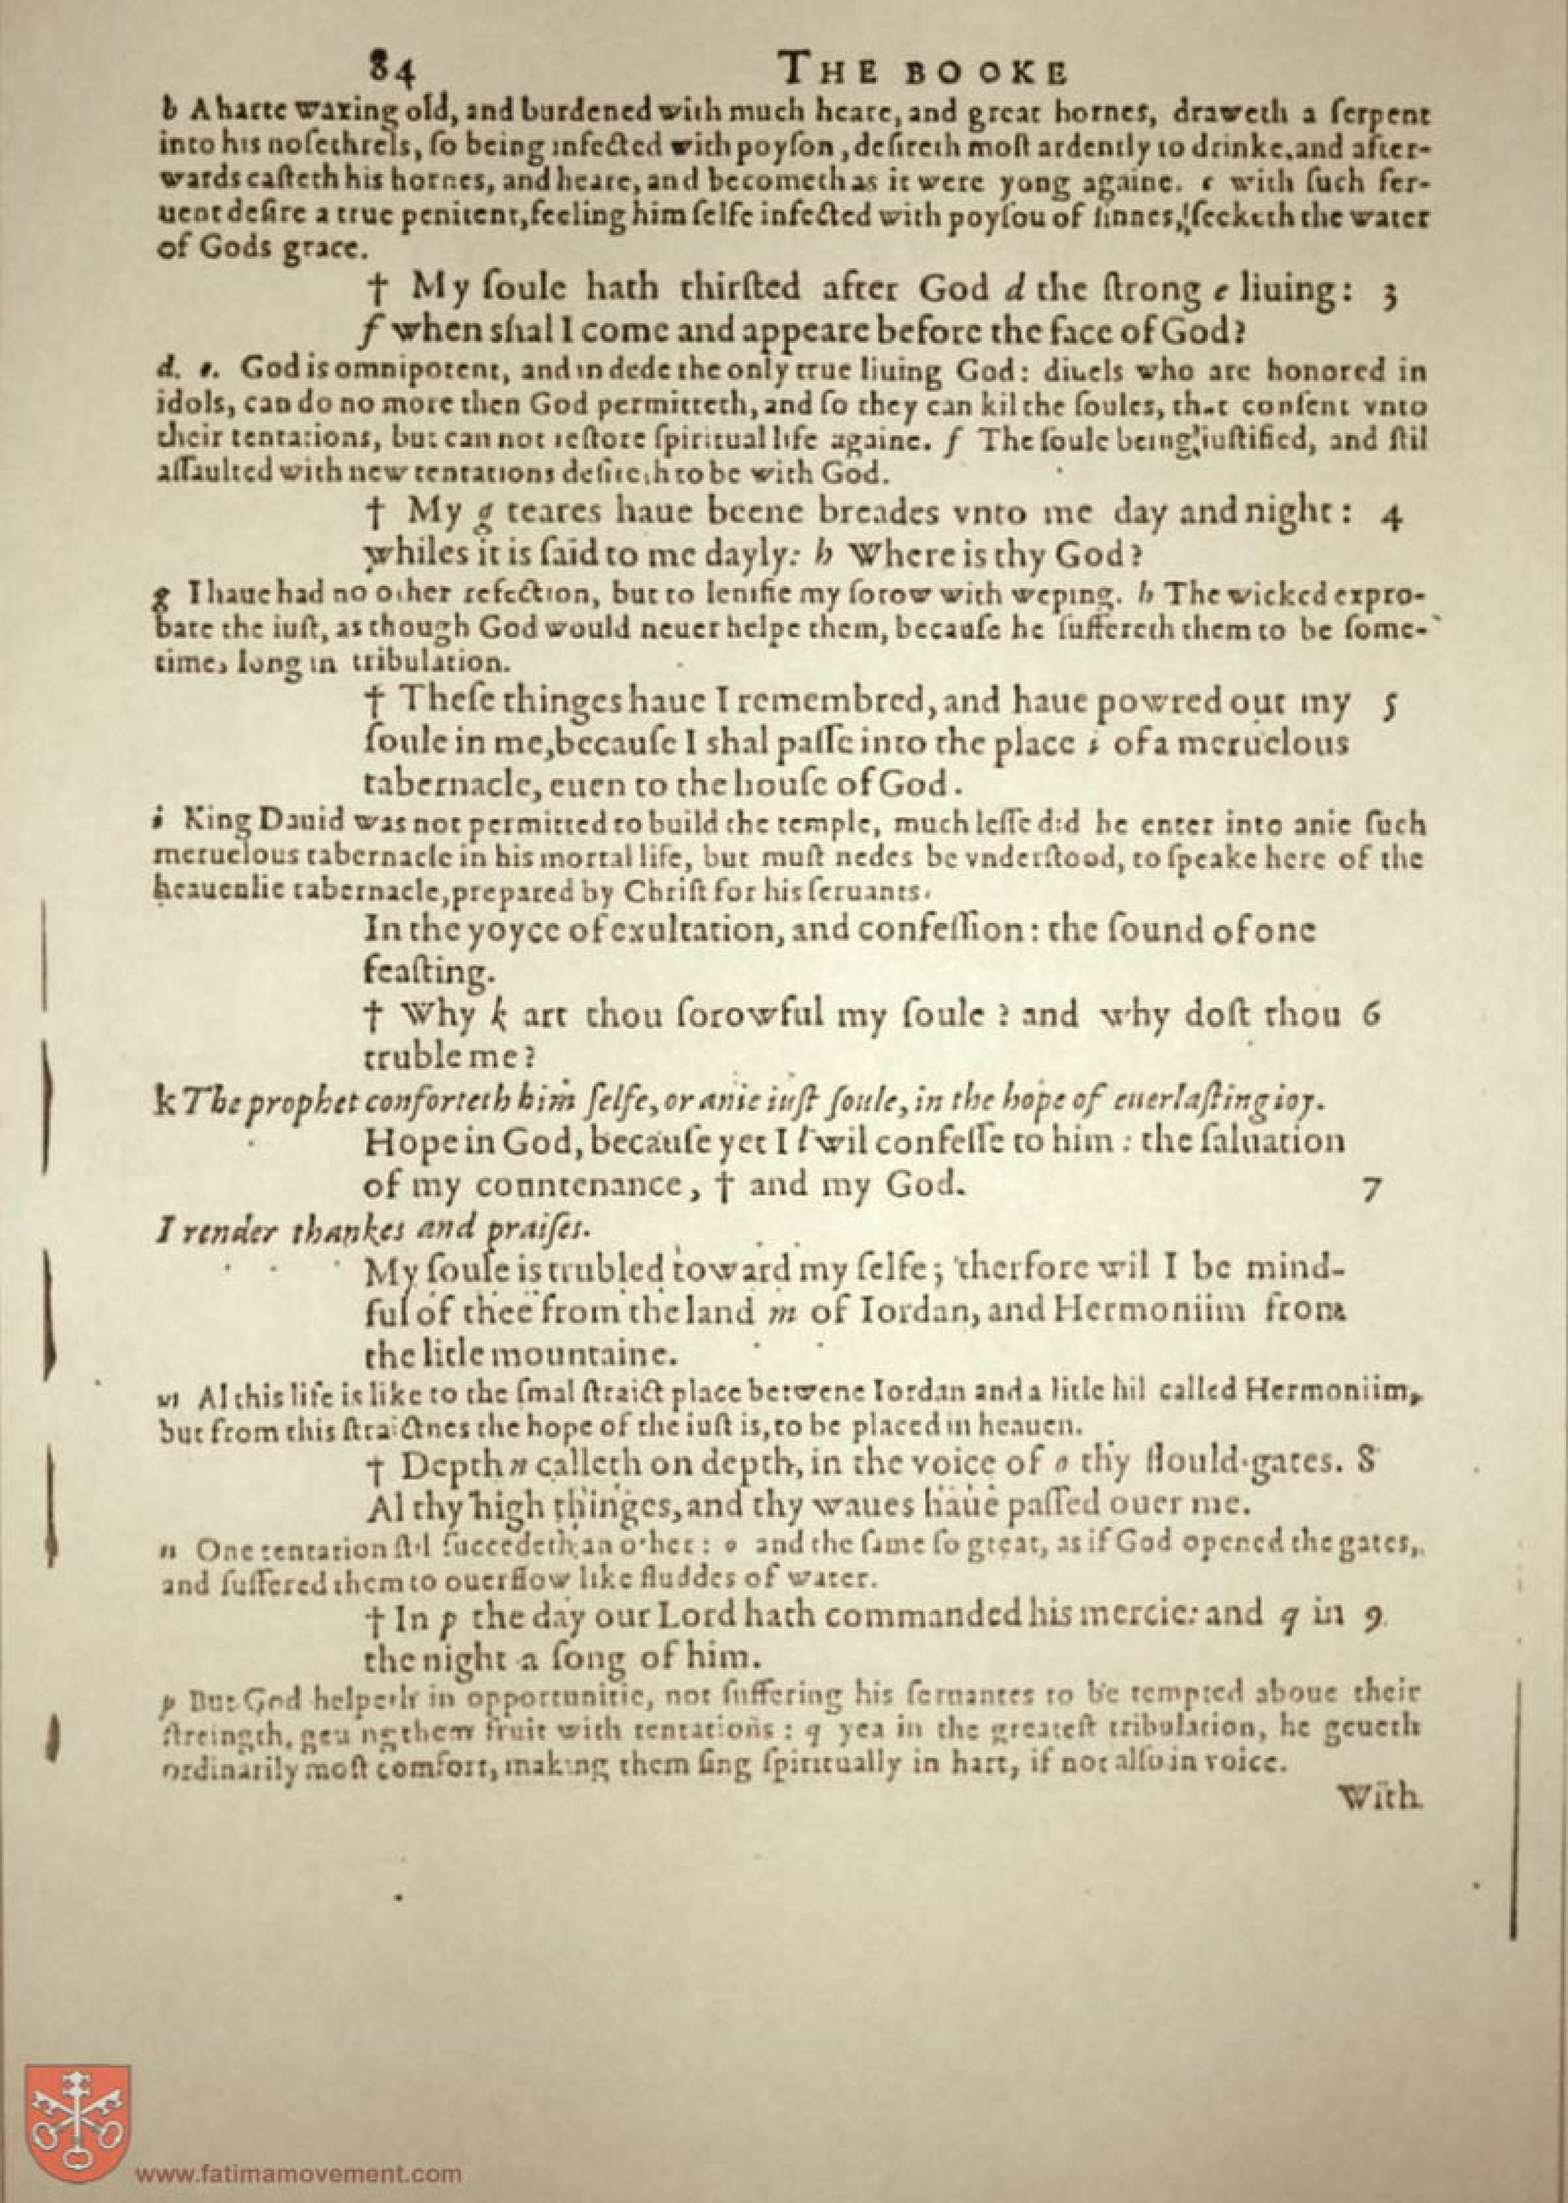 84 THE BOOKE
b A harte waxing old, and burdened with much heare, and great hornes, draweth a ſerpent
into his noſethrels, ſo being infected with poyſon, deſireth moſt ardently to drinke, and after-
wards caſteth his hornes, and heare, and becometh as it were yong againe. c with ſuch fer-
uent deſire a true penitent, feeling him ſelfe infected with poyſou of ſinnes, ſeeketh the water
of Gods grace.
† My ſoule hath thirſted after God d the ſtrong e liuing: 3
f when shal I come and appeare before the face of God?
d. e. God is omnipotent, and in dede the only true liuing God: diuels who are honored in
idols, can do no more then God permitteth, and ſo they can kil the ſoules, that conſent vnto
their tentations, but can not reſtore ſpiritual life againe. f The ſoule being iuſtified, and ſtil
aſſaulted with new tentations deſireth to be with God.
† My g teares haue beene breades vnto me day and night: 4
whiles it is ſaid to me dayly: h Where is thy God?
g I haue had no other refection, but to lenifie my ſorow with weping. h The wicked expro-
bate the iuſt, as though God would neuer helpe them, becauſe he ſuffereth them to be ſome-
times long in tribulation.
† Theſe thinges haue I remembred, and haue powred out my 5
ſoule in me, becauſe I shal paſſe into the place i of a meruelous
tabernacle, euen to the houſe of God.
i King Dauid was not permitted to build the temple, much leſſe did he enter into anie ſuch
meruelous tabernacle in his mortal life, but muſt nedes be vnderſtood, to ſpeake here of the
heauenlie tabernacle, prepared by Chriſt for his ſeruants.
In the yoyce of exultation, and confeſſion: the ſound of one
feaſting.
† Why k art thou ſorowful my ſoule? and why doſt thou 6
truble me?
k The prophet conforteth him ſelfe, or anie iuſt ſoule, in the hope of euerlaſting ioy.
Hope in God, becauſe yet I l wil confeſſe to him: the ſaluation
of my conntenance, † and my God. 7
I render thankes and praiſes.
My ſoule is trubled toward my ſelfe; therfore wil I be mind-
ful of thee from the land m of Iordan, and Hermoniim from
the litle mountaine.
m Al this life is like to the ſmal ſtraict place betwene Iordan and a litle hil called Hermoniim,
but from this ſtraictnes the hope of the iuſt is, to be placed in heauen.
† Depth n calleth on depth, in the voice of o thy flould-gates. 8
Al thy high thinges, and thy waues haue paſſed ouer me.
n One tentation ſtil ſucceedeth an other: o and the ſame ſo great, as if God opened the gates,
and ſuffered them to ouerflow like fluddes of water.
† In p the day our Lord hath commanded his mercie: and q in 9
the night a ſong of him.
p But God helpeth in opportunitie, not ſuffering his ſeruantes to be tempted aboue their
ſtreingth, geuing them fruit with tentations: q yea in the greateſt tribulation, he geueth
ordinarily moſt comfort, making them ſing ſpiritually in hart, if not alſo in voice.
With
www.fatimamovement.com